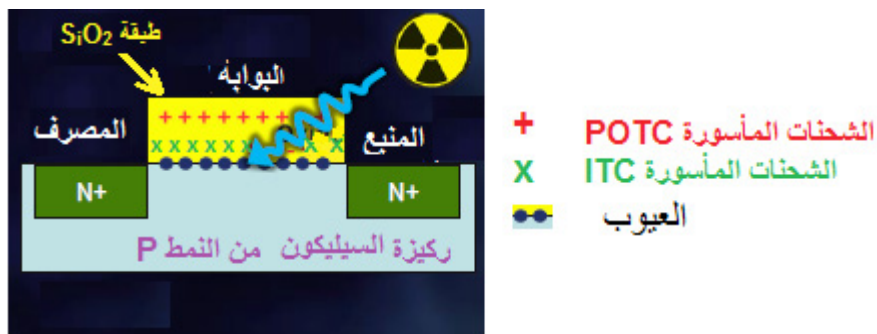 طبقة SiO2
البوابة
المصرف
المنبع
+ + + + + + +
x x x x x x x x x
N+
N+
ركيزة السيليكون من النمط P
+ الشحنات المأسورة POTC
x الشحنات المأسورة ITC
العيوب